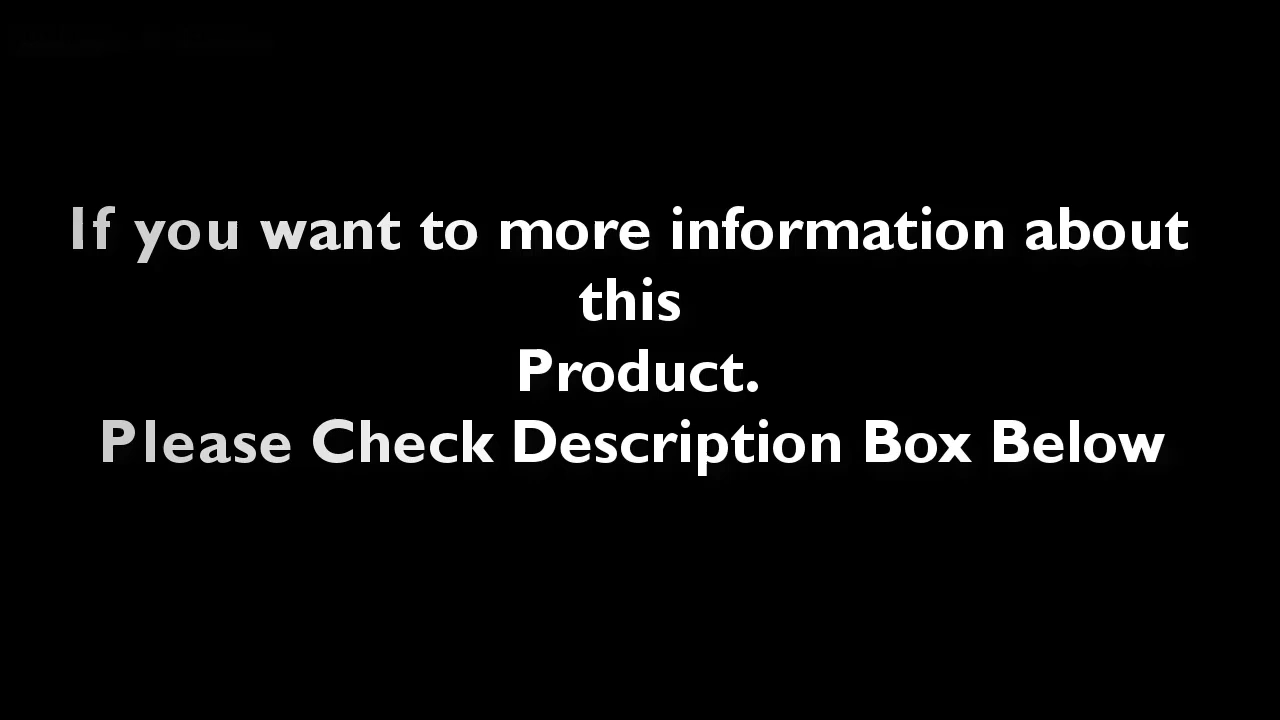 If you want to more information about
this
Product.
Please Check Description Box Below